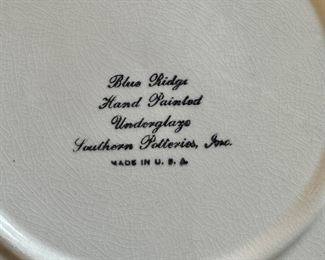 Blue Ridge
Hand Painted
Underglaze
Southern Potteries, Inc.
MADE IN U. S. A.